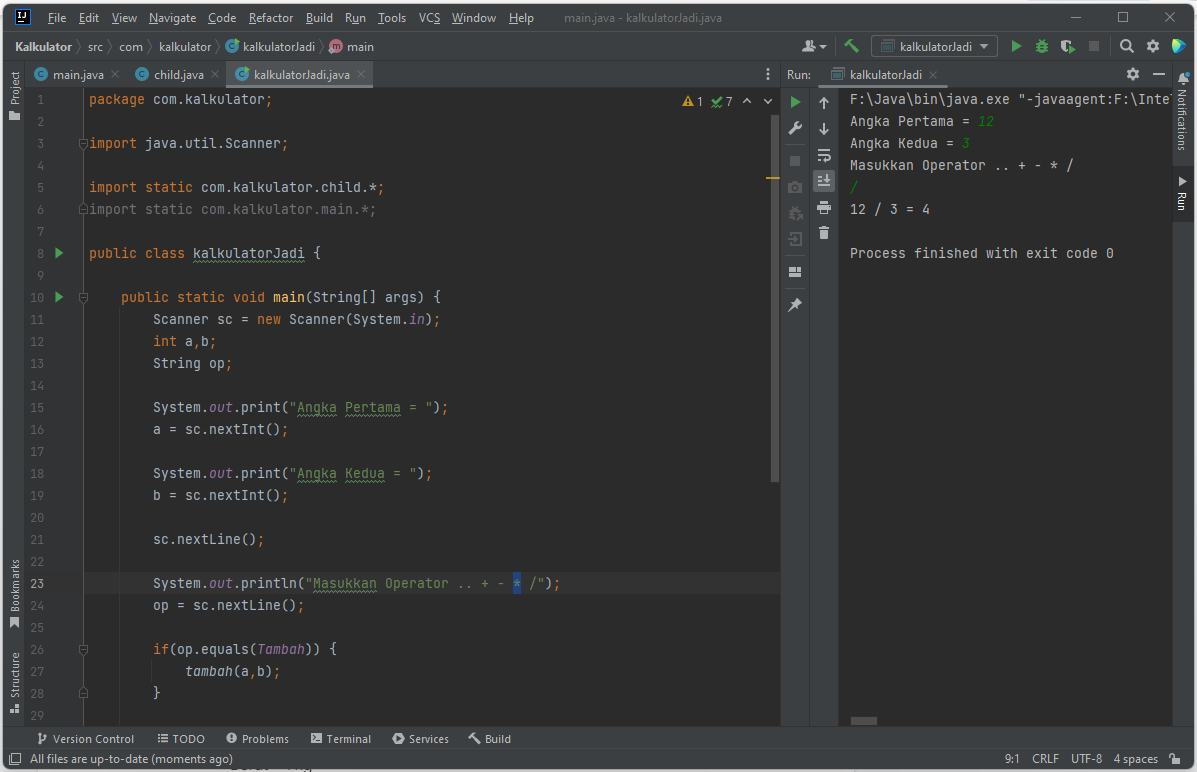 File Edit View Navigate Code Refactor Build Run Tools VCS Window Help main.java - kalkulatorJadi.java
Kalkulator src com kalkulator kalkulatorJadi main kalkulatorJadi
Project
main.java child.java kalkulatorJadi.java
1 package com.kalkulator;
2
3 import java.util.Scanner;
4
5 import static com.kalkulator.child.*;
6 import static com.kalkulator.main.*;
7
8 public class kalkulatorJadi {
9
10 public static void main(String[] args) {
11 Scanner sc = new Scanner(System.in);
12 int a,b;
13 String op;
14
15 System.out.print("Angka Pertama = ");
16 a = sc.nextInt();
17
18 System.out.print("Angka Kedua = ");
19 b = sc.nextInt();
20
21 sc.nextLine();
22
23 System.out.println("Masukkan Operator .. + - * /");
24 op = sc.nextLine();
25
26 if(op.equals(Tambah)) {
27 tambah(a,b);
28 }
29
1 7
Run: kalkulatorJadi
F:\Java\bin\java.exe "-javaagent:F:\Inte
Angka Pertama = 12
Angka Kedua = 3
Masukkan Operator .. + - * /
/
12 / 3 = 4
Process finished with exit code 0
Notifications
Run
Bookmarks
Structure
Version Control TODO Problems Terminal Services Build
All files are up-to-date (moments ago) 9:1 CRLF UTF-8 4 spaces